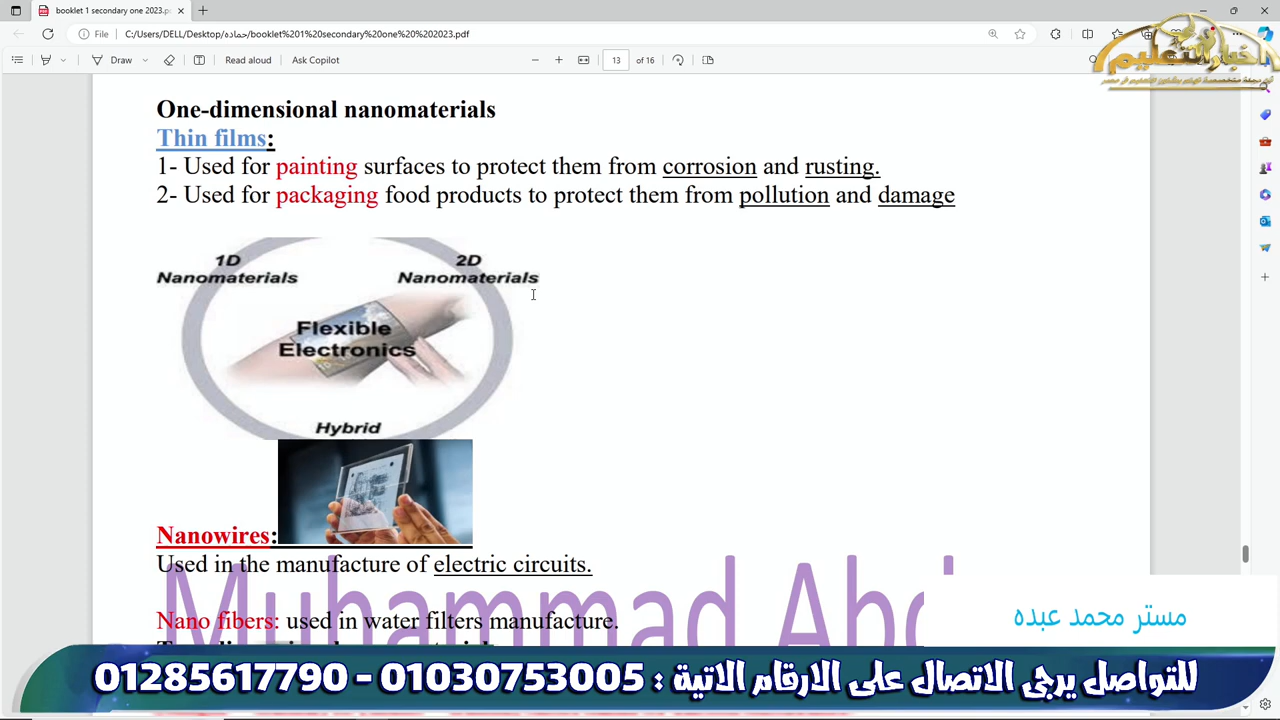 booklet 1 secondary one 2023.pdf
File
C:/Users/DELL/Desktop/حماده/booklet%201%20secondary%20one%20%202023.pdf
Draw
Read aloud
Ask Copilot
13
of 16
أخبار التعليم
One-dimensional nanomaterials
Thin films:
1- Used for painting surfaces to protect them from corrosion and rusting.
2- Used for packaging food products to protect them from pollution and damage
1D
Nanomaterials
2D
Nanomaterials
Flexible
Electronics
Hybrid
Nanowires:
Used in the manufacture of electric circuits.
Muhammad Abd
Nano fibers: used in water filters manufacture.
مستر محمد عبده
للتواصل يرجى الاتصال على الارقام الاتية : 01030753005 - 01285617790